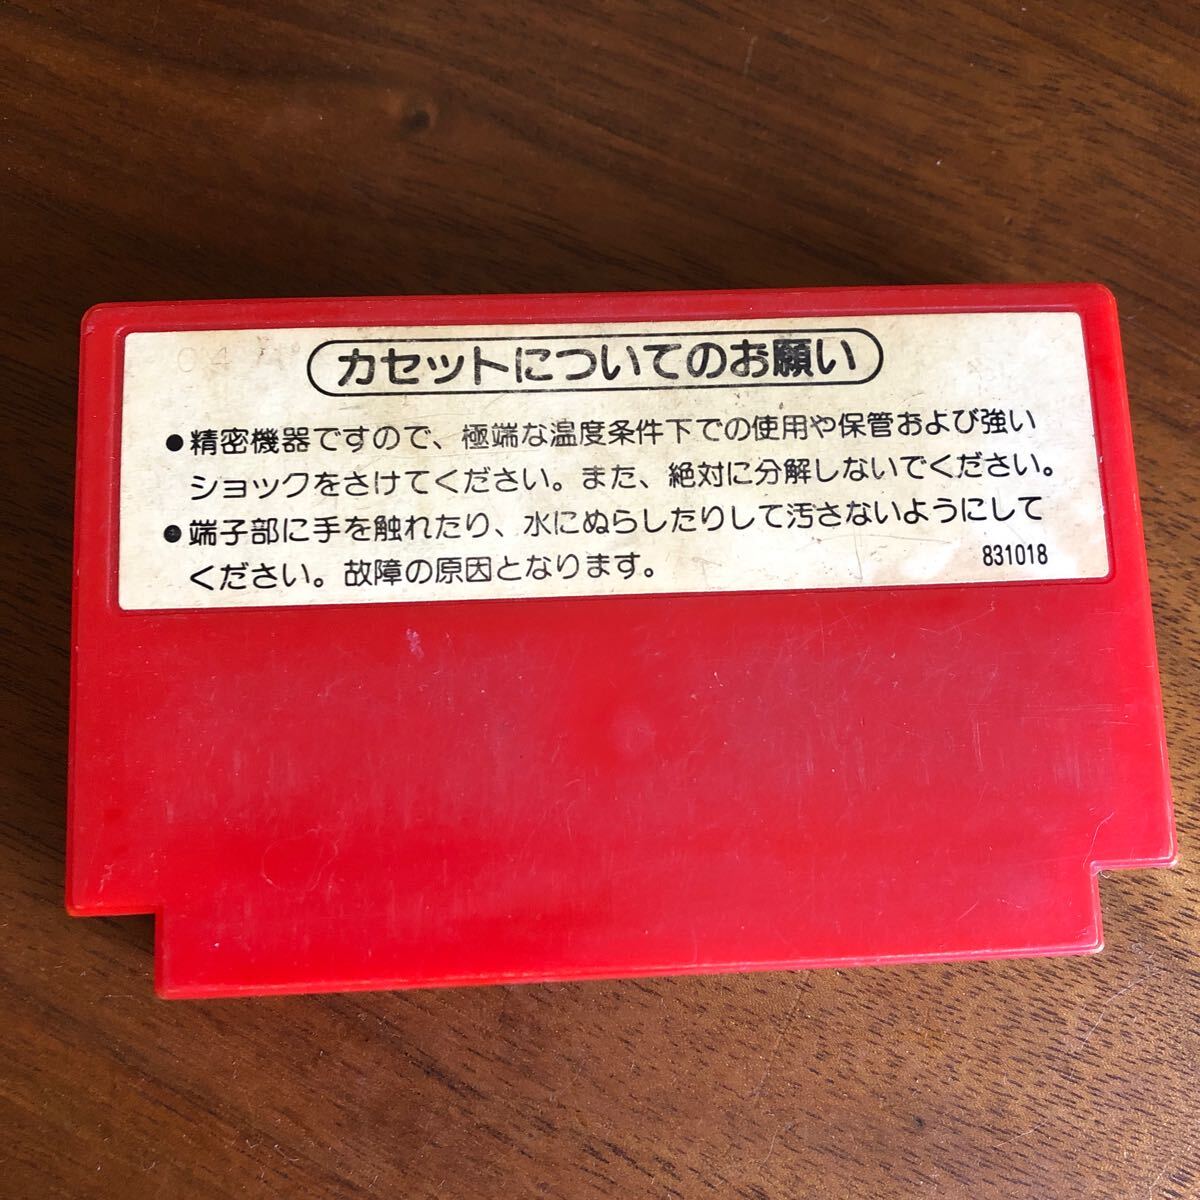 カセットについてのお願い
●精密機器ですので、極端な温度条件下での使用や保管および強い
ショックをさけてください。また、絶対に分解しないでください。
●端子部に手を触れたり、水にぬらしたりして汚さないようにして
ください。故障の原因となります。
831018